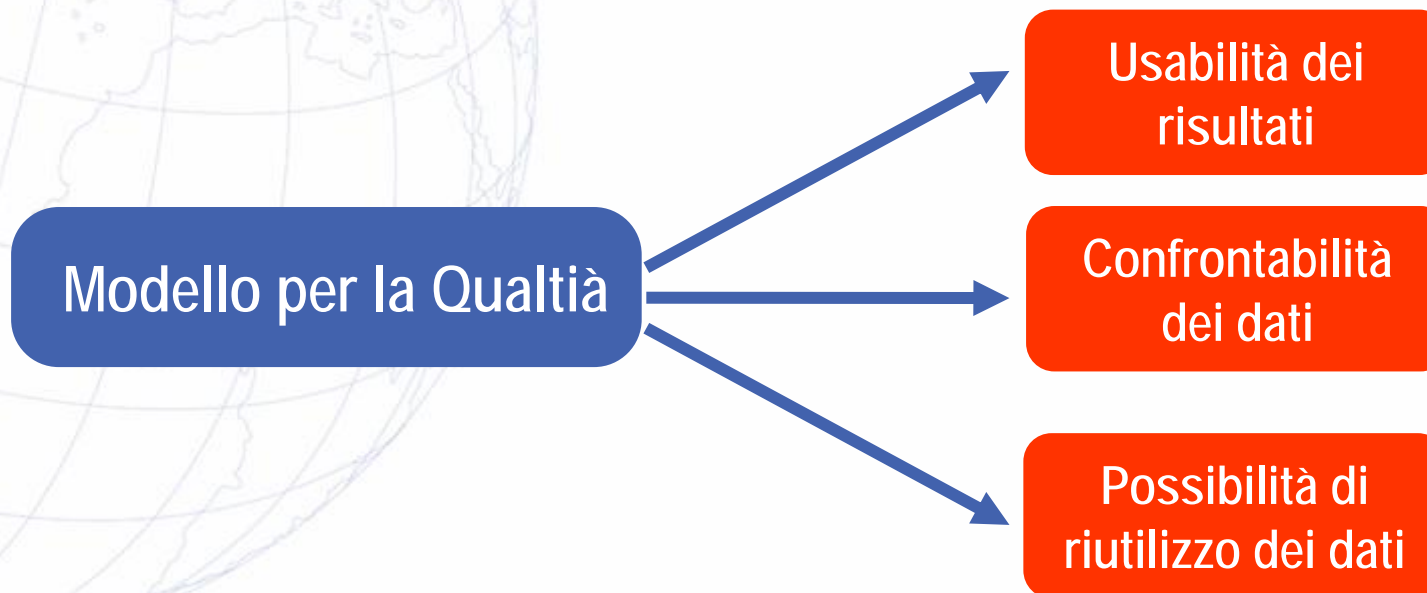 Usabilità dei
risultati
Modello per la Qualtià
Confrontabilità
dei dati
Possibilità di
riutilizzo dei dati